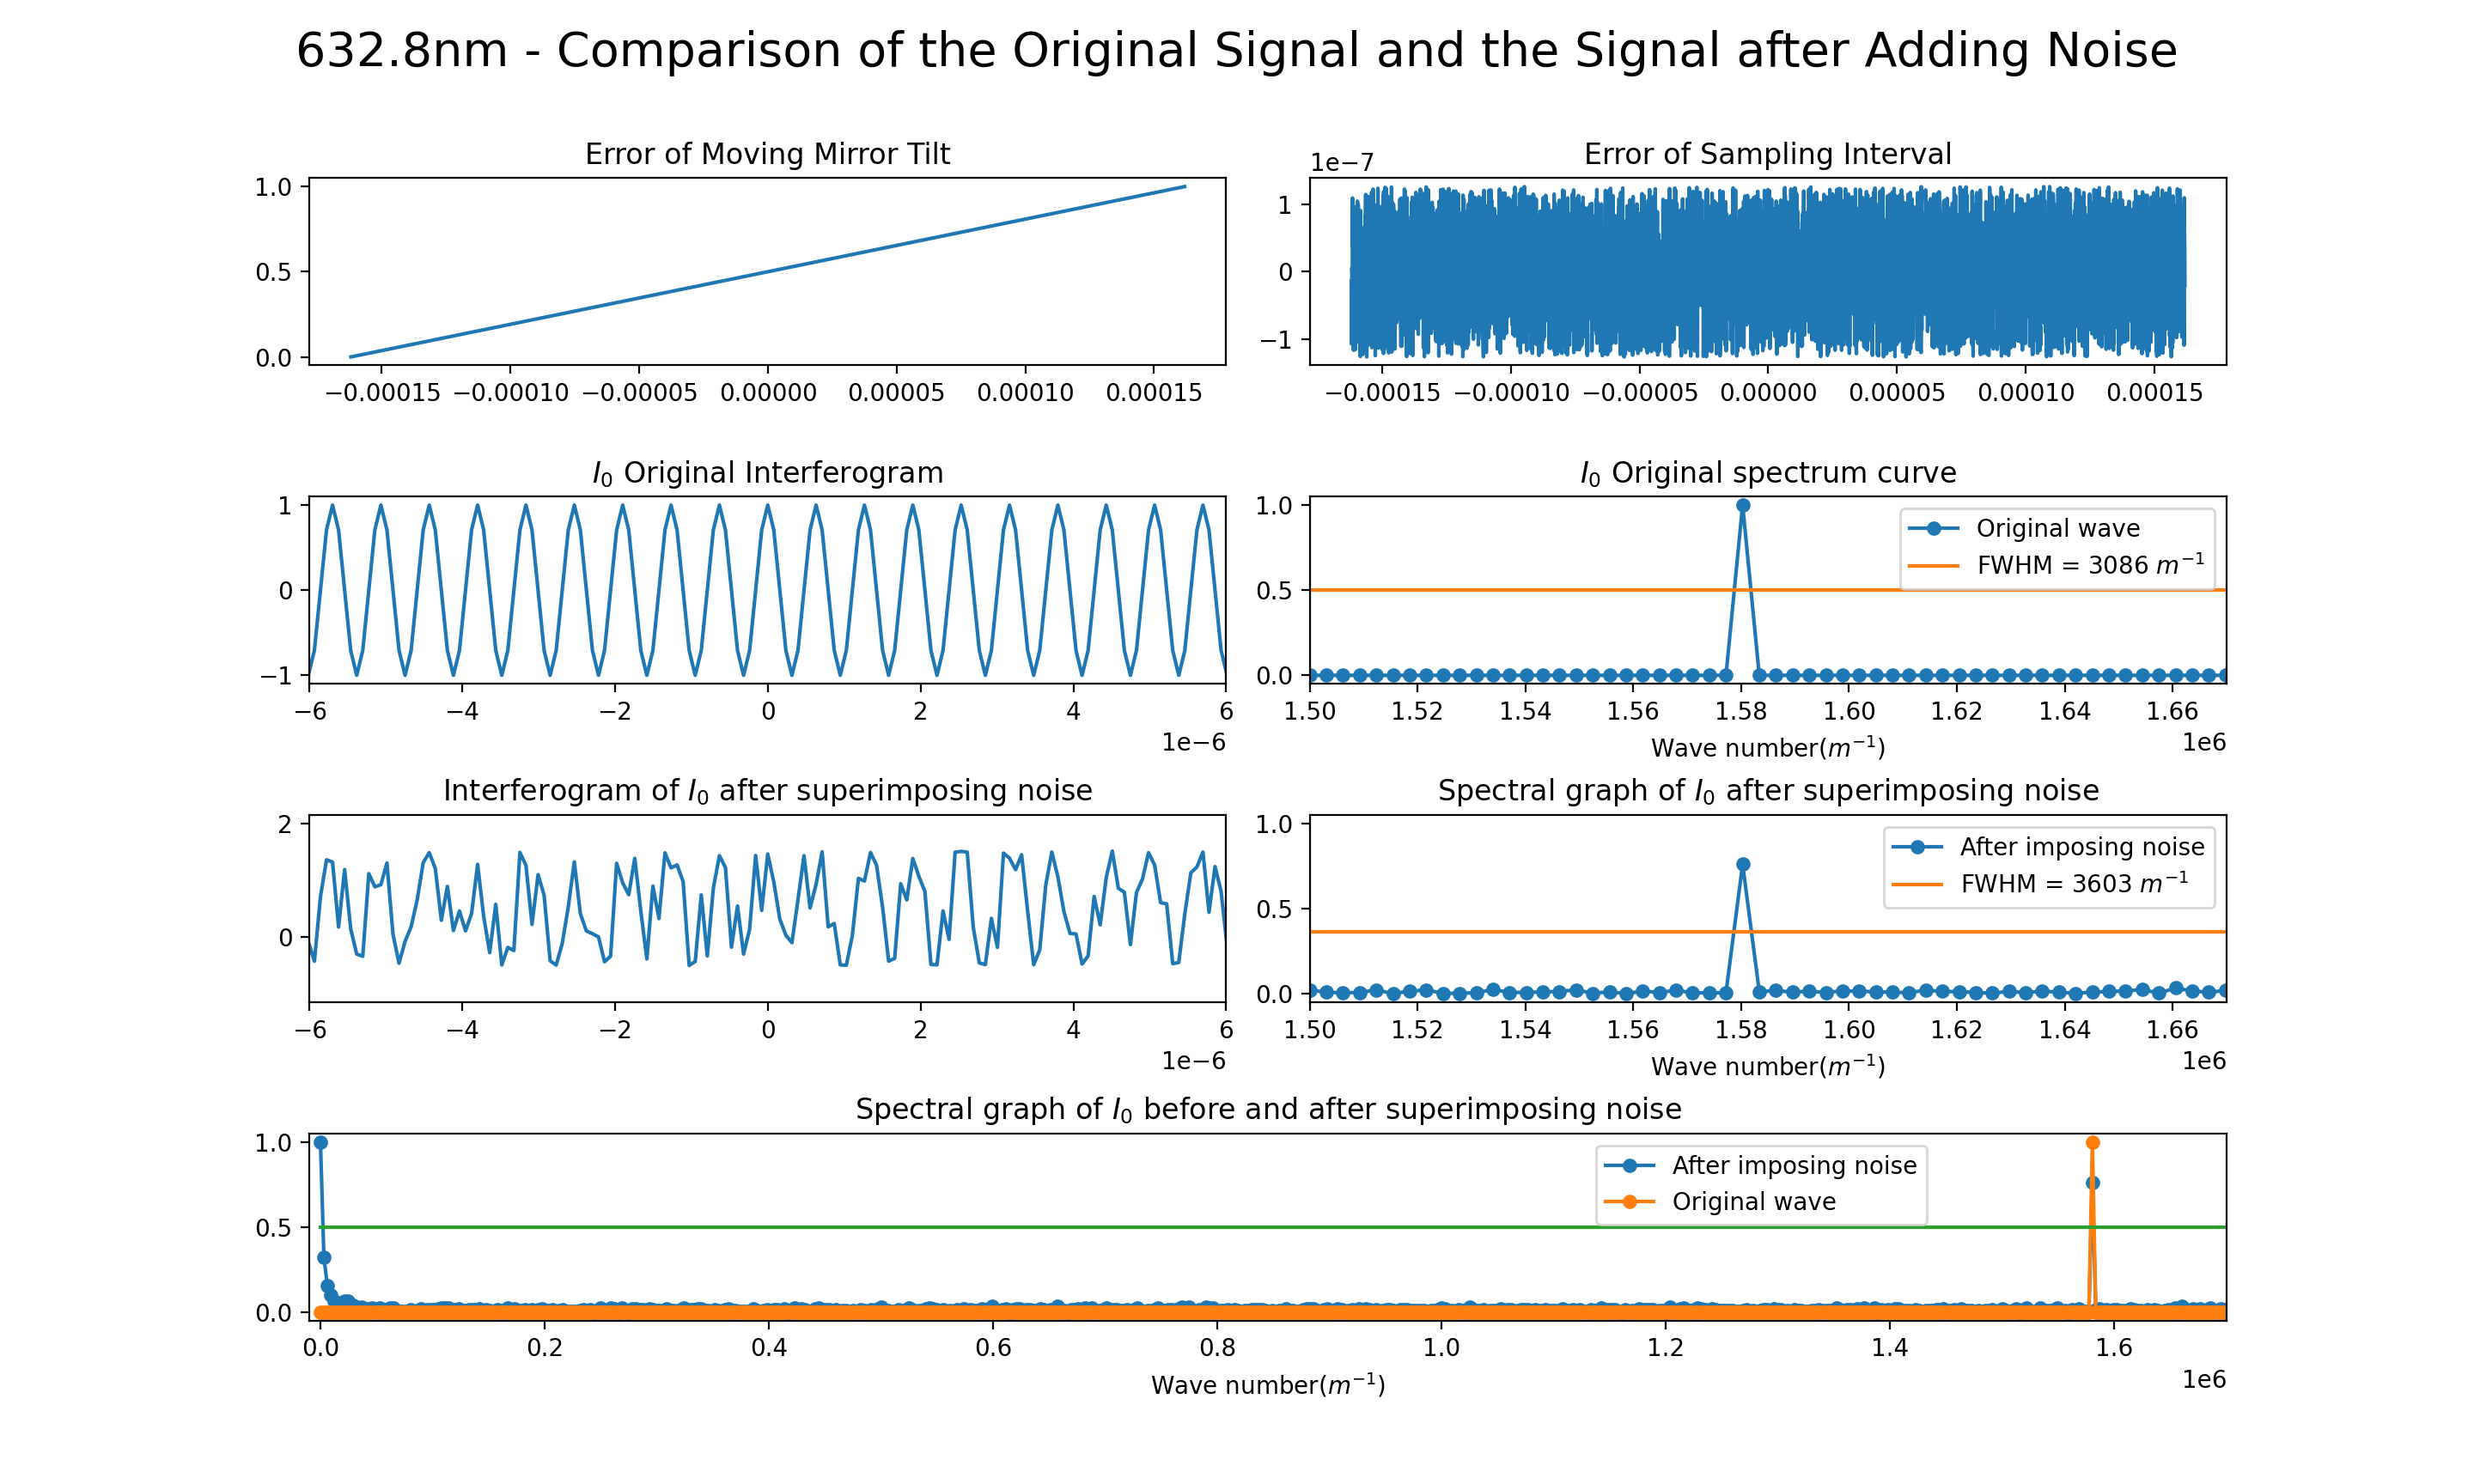 632.8nm - Comparison of the Original Signal and the Signal after Adding Noise
Error of Moving Mirror Tilt
1.0
0.5
0.0
−0.00015 −0.00010 −0.00005 0.00000 0.00005 0.00010 0.00015
Error of Sampling Interval
1e−7
1
0
−1
−0.00015 −0.00010 −0.00005 0.00000 0.00005 0.00010 0.00015
I₀ Original Interferogram
1
0
−1
−6 −4 −2 0 2 4 6
1e−6
I₀ Original spectrum curve
1.0
0.5
0.0
Original wave
FWHM = 3086 m⁻¹
1.50 1.52 1.54 1.56 1.58 1.60 1.62 1.64 1.66
Wave number(m⁻¹)
1e6
Interferogram of I₀ after superimposing noise
2
0
−6 −4 −2 0 2 4 6
1e−6
Spectral graph of I₀ after superimposing noise
1.0
0.5
0.0
After imposing noise
FWHM = 3603 m⁻¹
1.50 1.52 1.54 1.56 1.58 1.60 1.62 1.64 1.66
Wave number(m⁻¹)
1e6
Spectral graph of I₀ before and after superimposing noise
1.0
0.5
0.0
After imposing noise
Original wave
0.0 0.2 0.4 0.6 0.8 1.0 1.2 1.4 1.6
Wave number(m⁻¹)
1e6